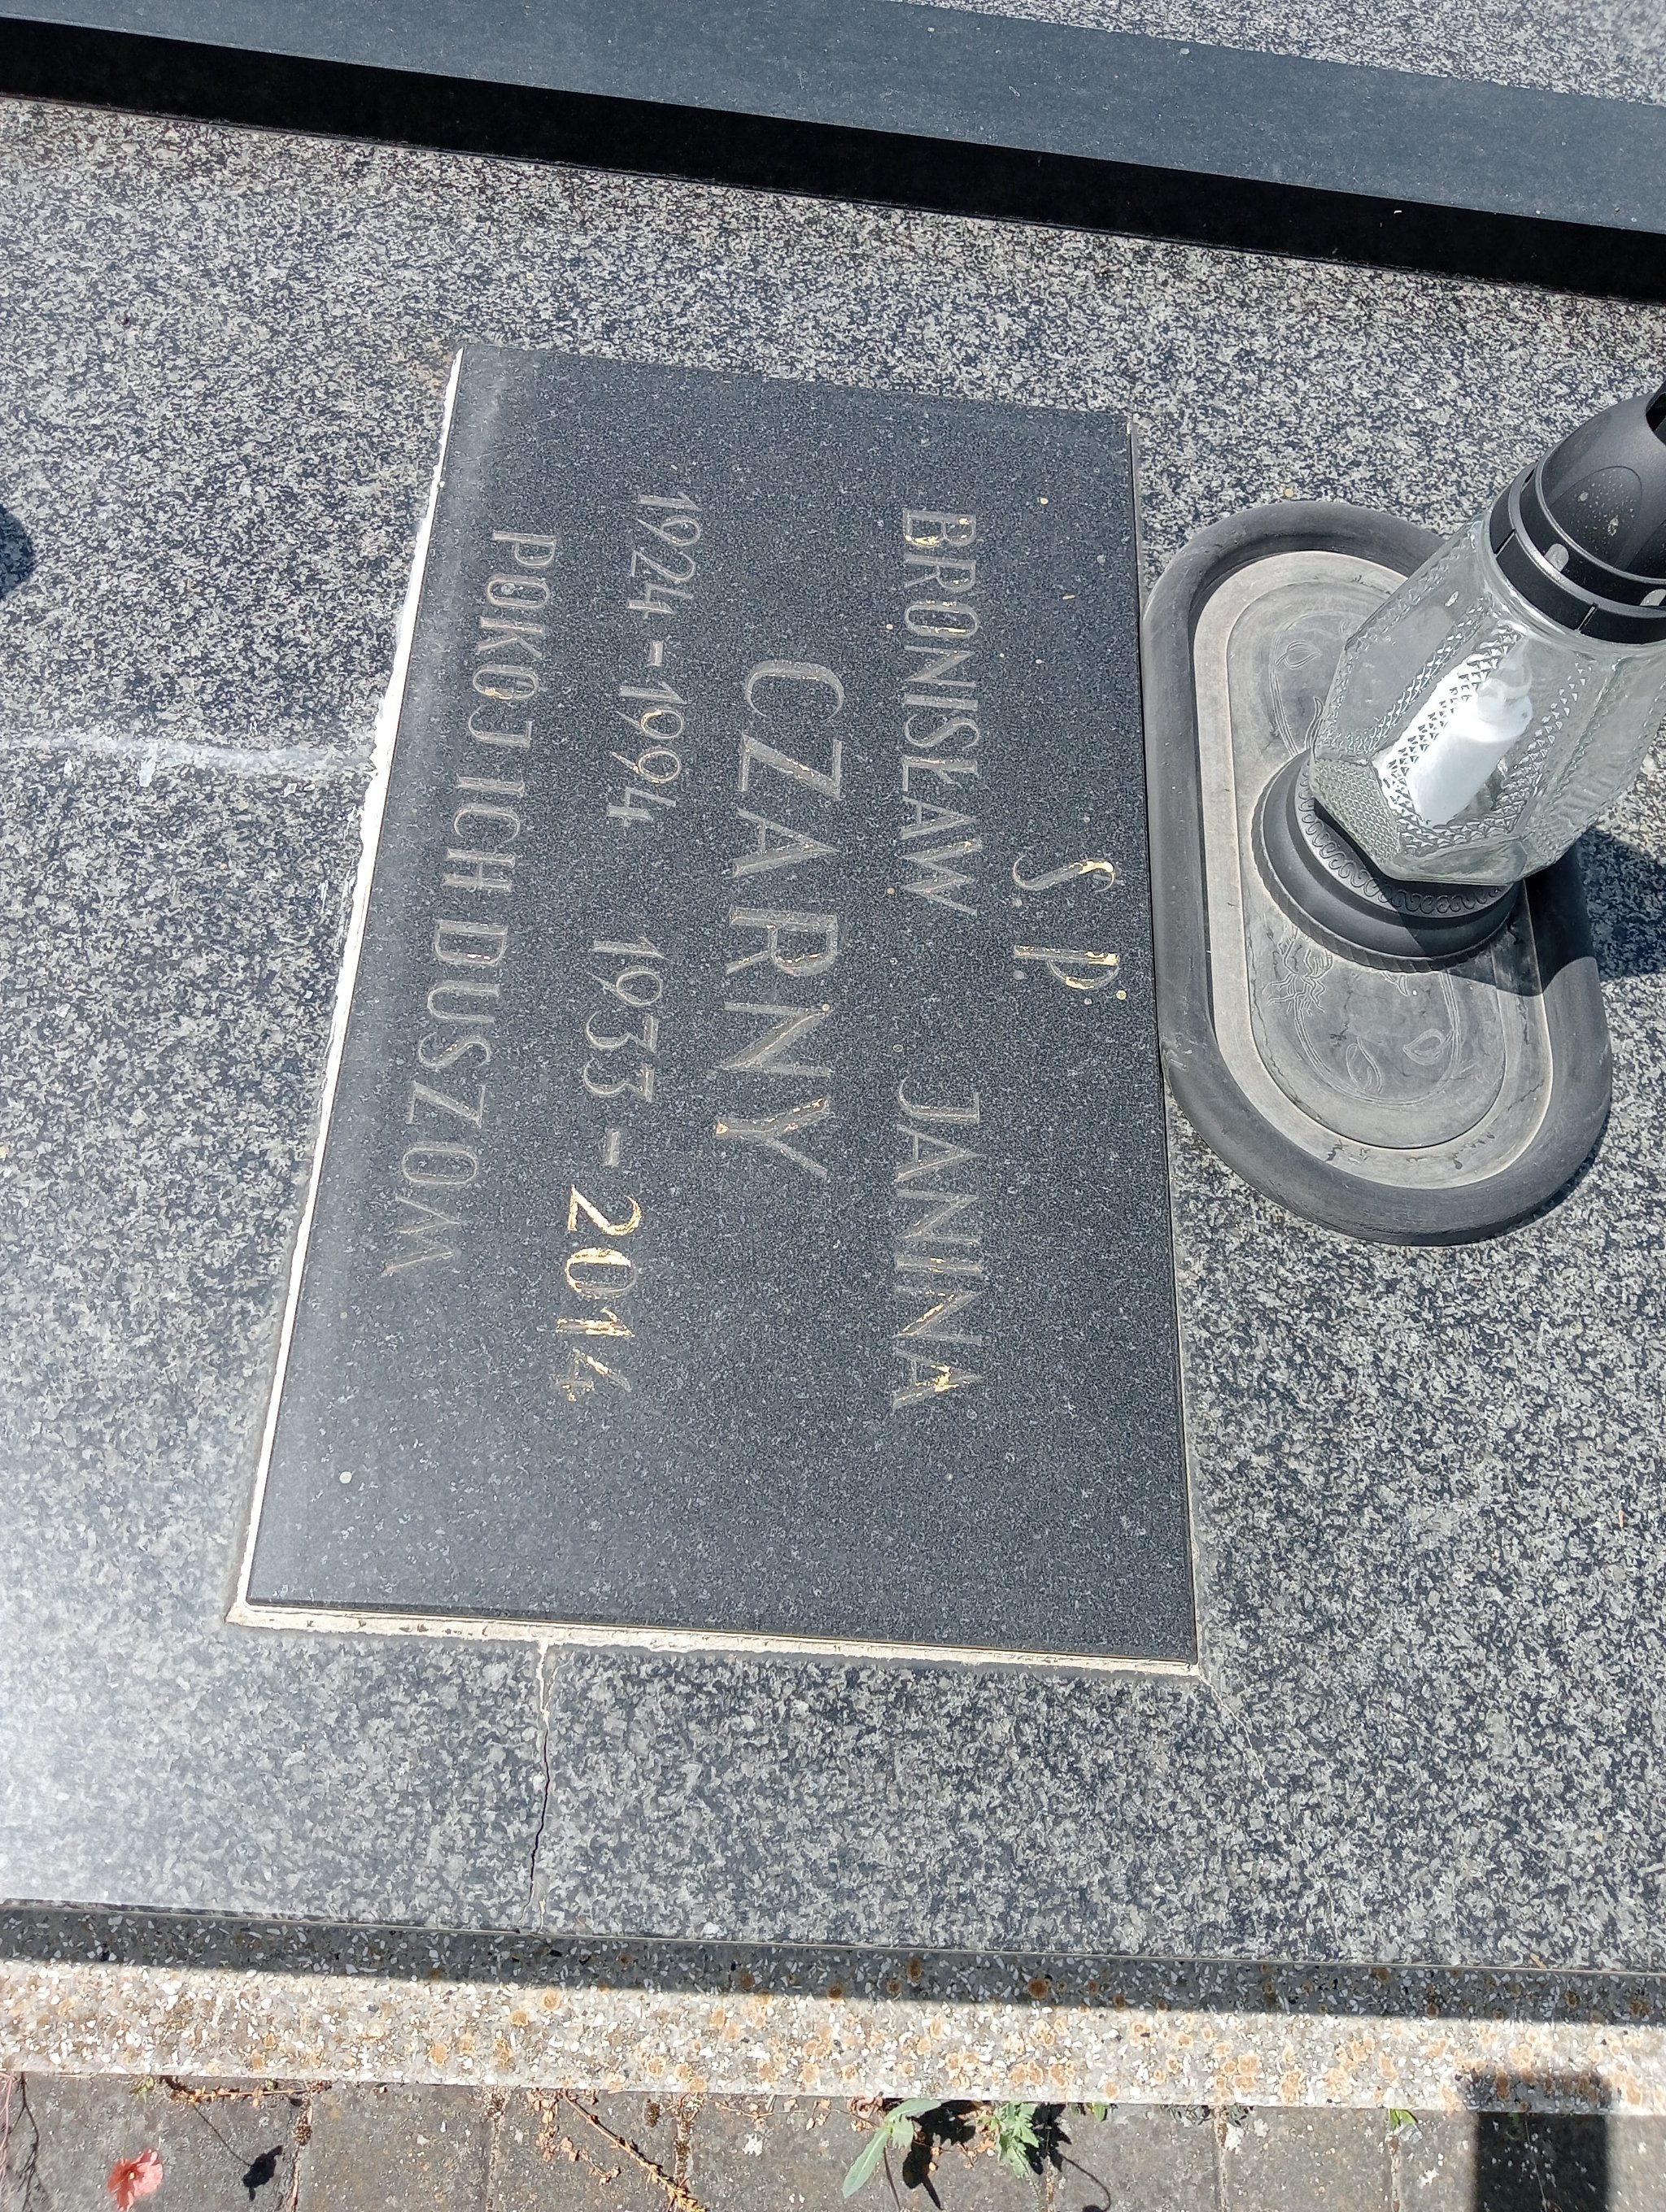 Ś.P.
BRONISŁAW JANINA
CZARNY
1924-1994 1933-2014
POKÓJ ICH DUSZOM